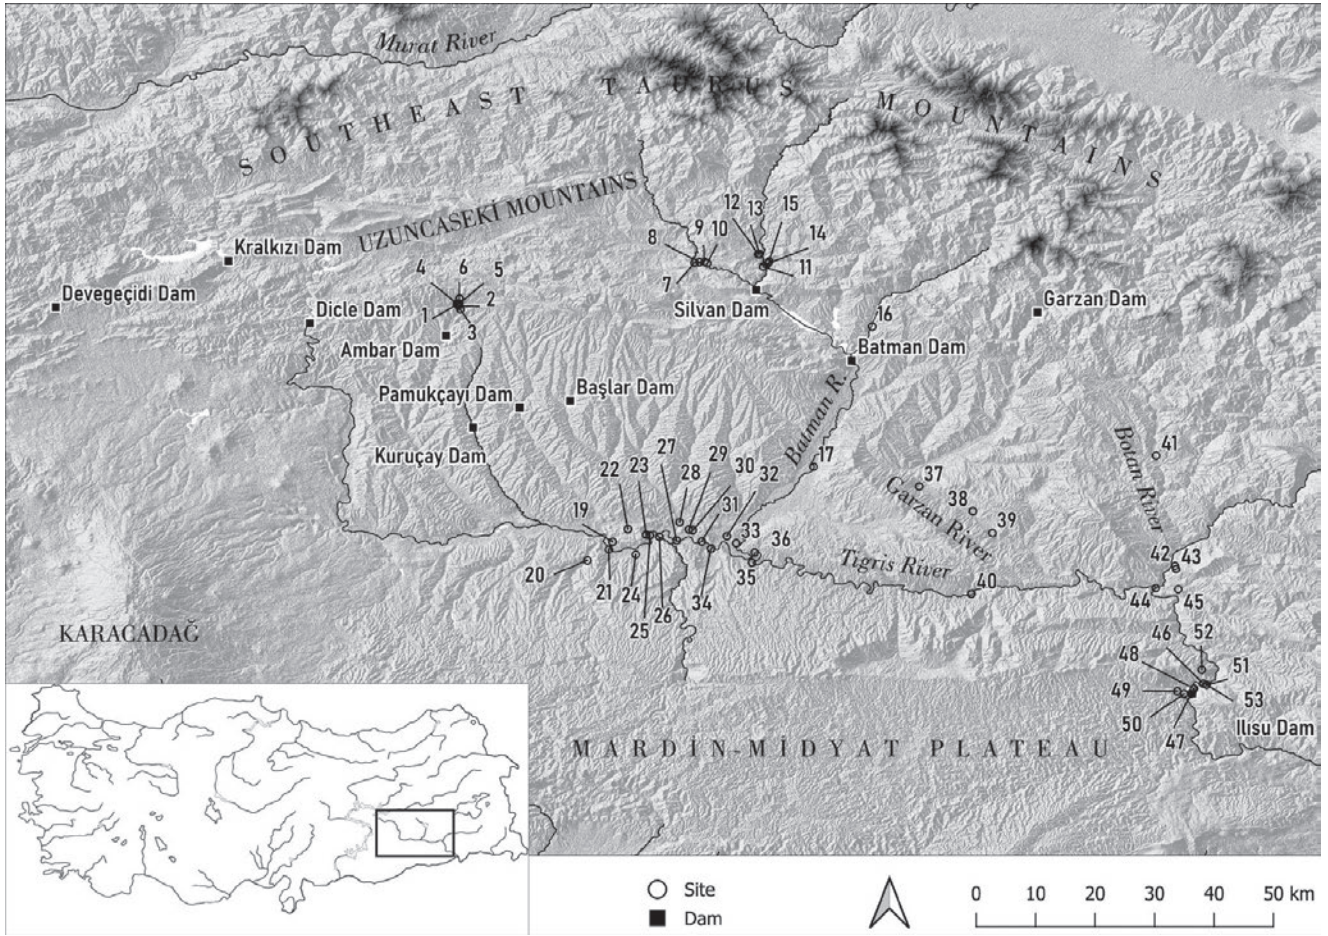 Murat River
SOUTHEAST TAURUS MOUNTAINS
UZUNCASEKİ MOUNTAINS
12 13 15
9 10 14
8
7
11
Kralkızı Dam
Silvan Dam
Garzan Dam
Devegeçidi Dam
4 6 5
2
1
3
Dicle Dam
Ambar Dam
16
Batman Dam
Batman R.
Pamukçayı Dam
Başlar Dam
Kuruçay Dam
17
Botan River
41
37
38
39
Garzan River
27 29
22 23 28 30 32
19
31
33 36
20
21 24
25
26
34
35
Tigris River
40
42 43
44 45
KARACADAĞ
46 52
48 51
49
50
47
53
Ilısu Dam
MARDİN-MİDYAT PLATEAU
Site
Dam
0 10 20 30 40 50 km